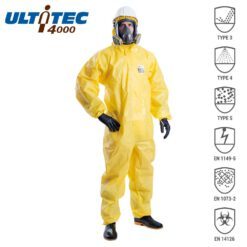 ULTITEC
4000
TYPE 3
TYPE 4
TYPE 5
EN 1149-5
EN 1073-2
EN 14126